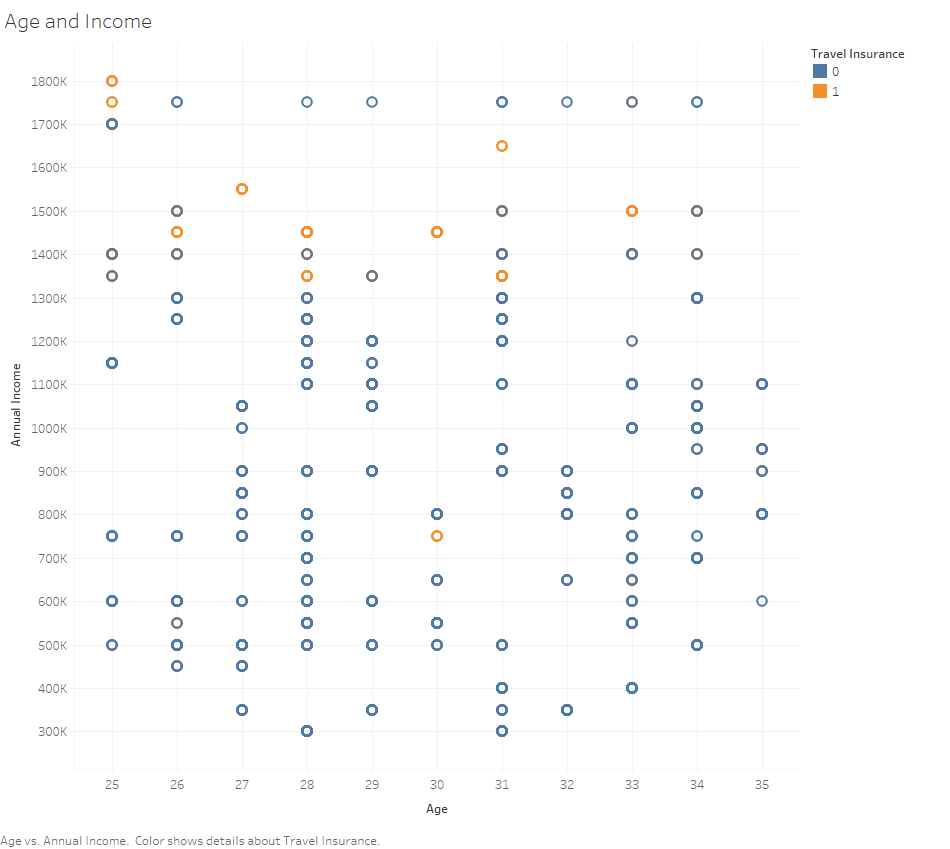 Age and Income
Travel Insurance
0
1
1800K
1700K
1600K
1500K
1400K
1300K
1200K
1100K
1000K
900K
800K
700K
600K
500K
400K
300K
Annual Income
25 26 27 28 29 30 31 32 33 34 35
Age
Age vs. Annual Income. Color shows details about Travel Insurance.